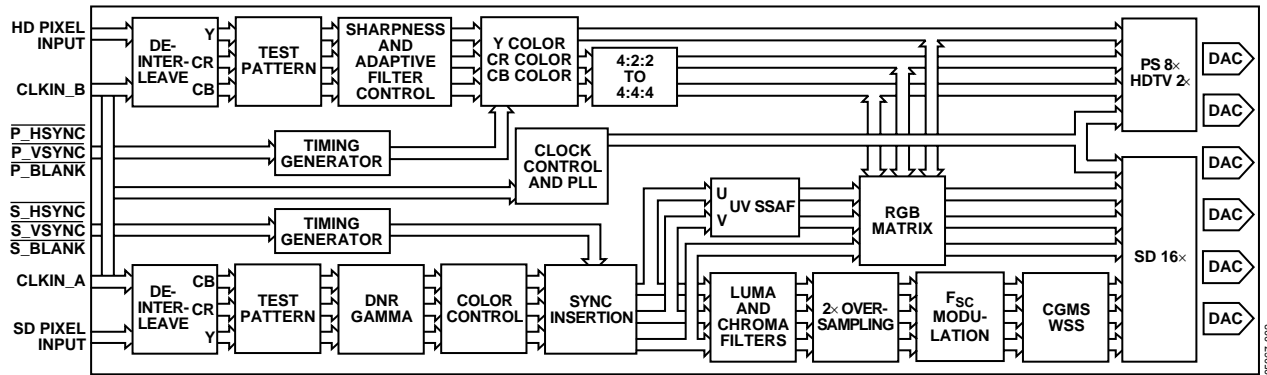 HD PIXEL
INPUT
CLKIN_B
P_HSYNC
P_VSYNC
P_BLANK
S_HSYNC
S_VSYNC
S_BLANK
CLKIN_A
SD PIXEL
INPUT
DE-
INTER-
LEAVE
Y
CR
CB
TEST
PATTERN
SHARPNESS
AND
ADAPTIVE
FILTER
CONTROL
Y COLOR
CR COLOR
CB COLOR
4:2:2
TO
4:4:4
PS 8×
HDTV 2×
TIMING
GENERATOR
CLOCK
CONTROL
AND PLL
TIMING
GENERATOR
U
V
UV SSAF
RGB
MATRIX
SD 16×
DE-
INTER-
LEAVE
CB
CR
Y
TEST
PATTERN
DNR
GAMMA
COLOR
CONTROL
SYNC
INSERTION
LUMA
AND
CHROMA
FILTERS
2× OVER-
SAMPLING
FSC
MODU-
LATION
CGMS
WSS
DAC
DAC
DAC
DAC
DAC
DAC